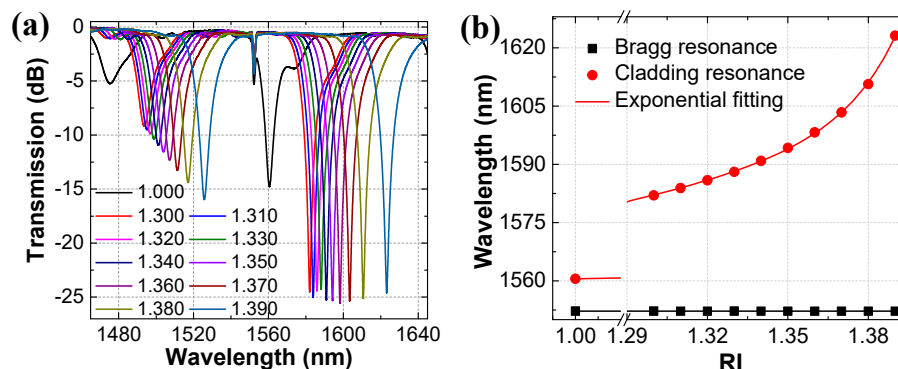 (a)
Transmission (dB)
0
-5
-10
-15
-20
-25
1.000
1.300 1.310
1.320 1.330
1.340 1.350
1.360 1.370
1.380 1.390
1480 1520 1560 1600 1640
Wavelength (nm)
(b)
Wavelength (nm)
1620
1605
1590
1575
1560
Bragg resonance
Cladding resonance
Exponential fitting
1.00 1.29 1.32 1.35 1.38
RI